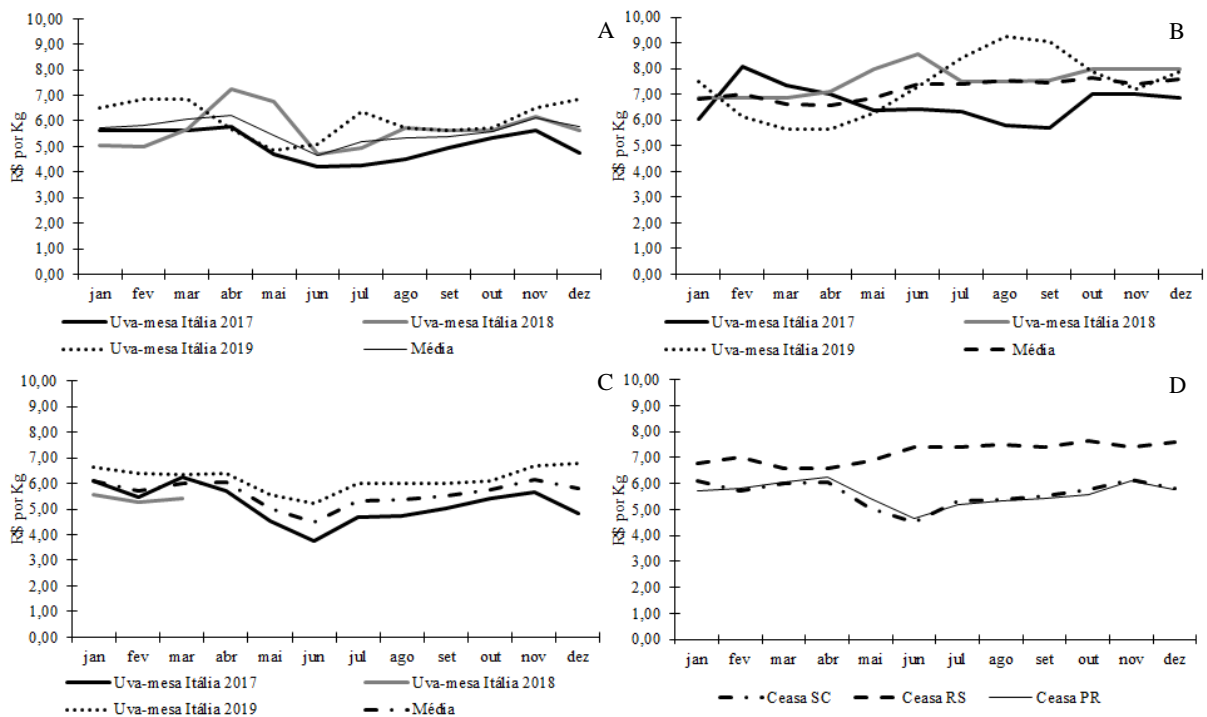 A
R$ por Kg
10,00
9,00
8,00
7,00
6,00
5,00
4,00
3,00
2,00
1,00
0,00
jan fev mar abr mai jun jul ago set out nov dez
Uva-mesa Itália 2017 Uva-mesa Itália 2018
Uva-mesa Itália 2019 Média
B
R$ por Kg
10,00
9,00
8,00
7,00
6,00
5,00
4,00
3,00
2,00
1,00
0,00
jan fev mar abr mai jun jul ago set out nov dez
Uva-mesa Itália 2017 Uva-mesa Itália 2018
Uva-mesa Itália 2019 Média
C
R$ por Kg
10,00
9,00
8,00
7,00
6,00
5,00
4,00
3,00
2,00
1,00
0,00
jan fev mar abr mai jun jul ago set out nov dez
Uva-mesa Itália 2017 Uva-mesa Itália 2018
Uva-mesa Itália 2019 Média
D
R$ por Kg
10,00
9,00
8,00
7,00
6,00
5,00
4,00
3,00
2,00
1,00
0,00
jan fev mar abr mai jun jul ago set out nov dez
Ceasa SC Ceasa RS Ceasa PR